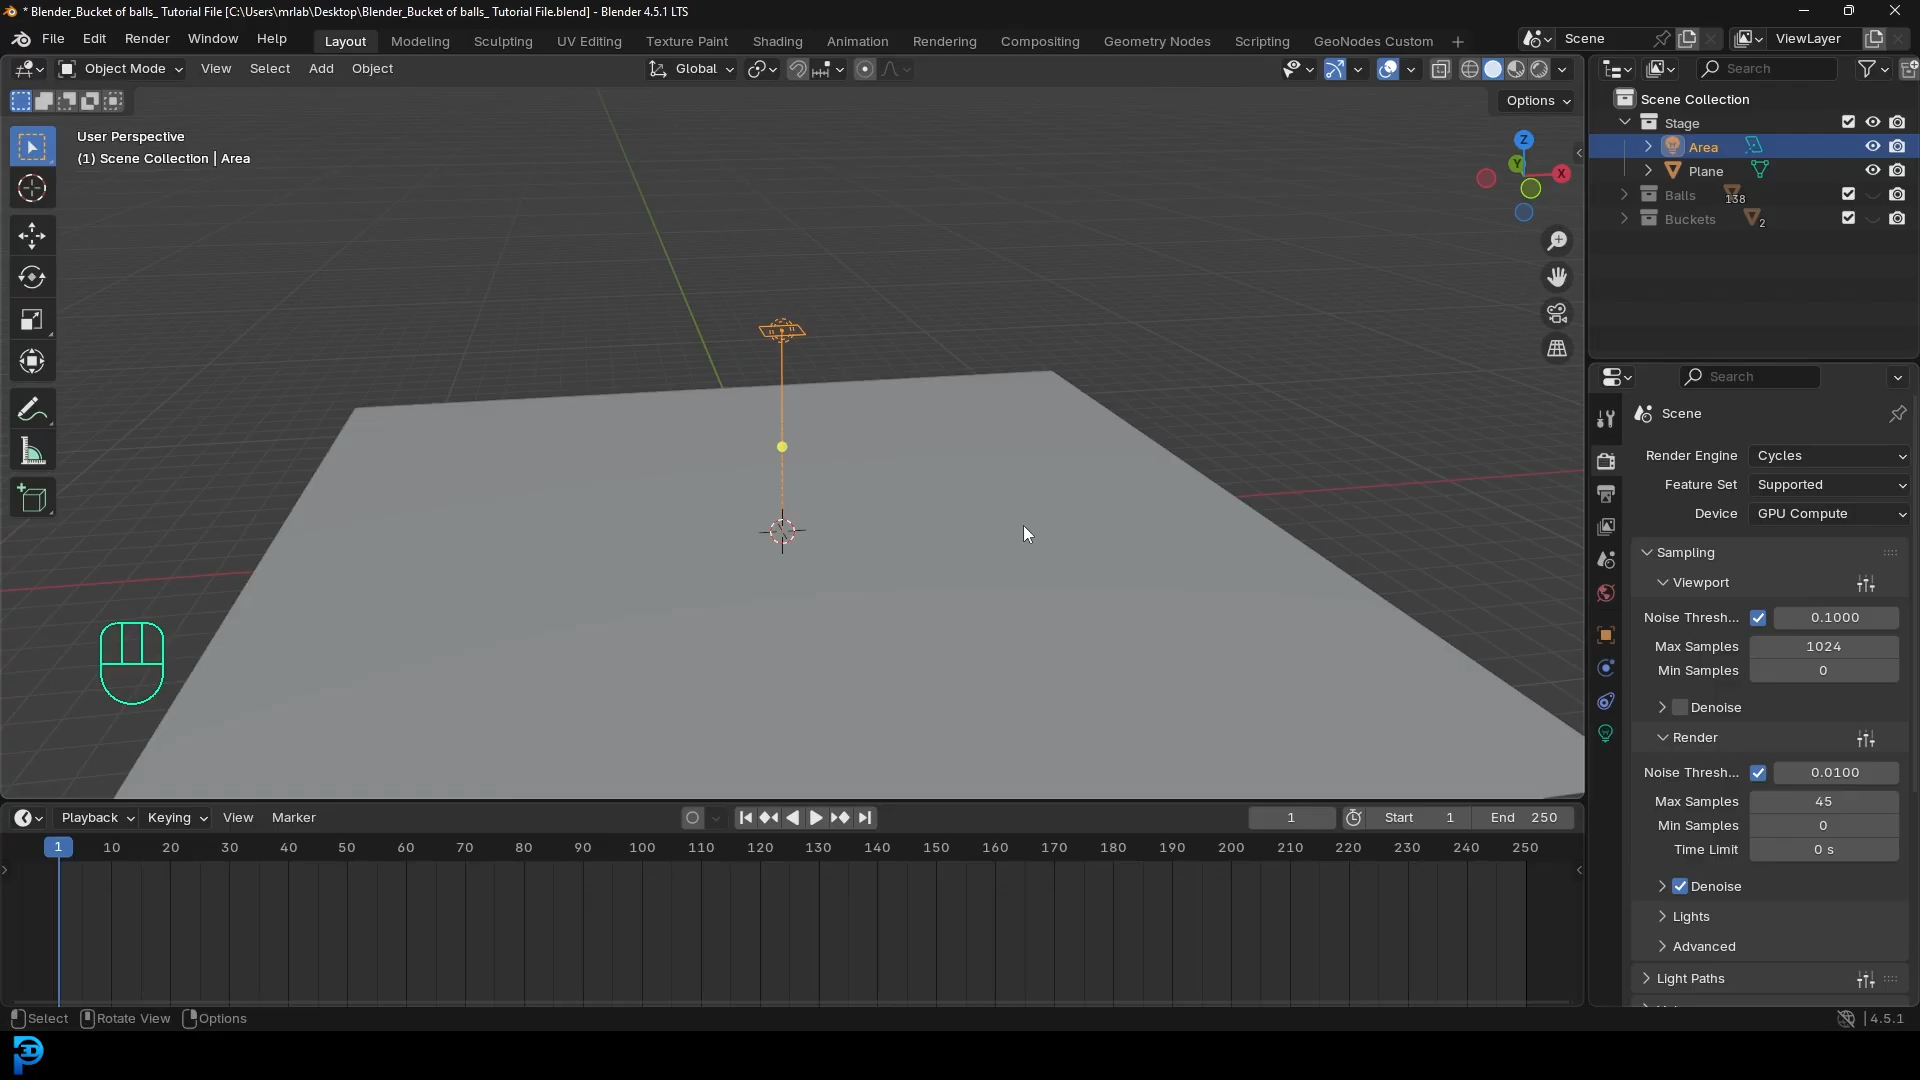 * Blender_Bucket of balls_ Tutorial File [C:\Users\mrlab\Desktop\Blender_Bucket of balls_ Tutorial File.blend] - Blender 4.5.1 LTS
File Edit Render Window Help Layout Modeling Sculpting UV Editing Texture Paint Shading Animation Rendering Compositing Geometry Nodes Scripting GeoNodes Custom + Scene ViewLayer
Object Mode View Select Add Object Global Search
Options
User Perspective
(1) Scene Collection | Area
Z
Y
X
Scene Collection
Stage
Area
Plane
Balls 138
Buckets 2
Search
Scene
Render Engine Cycles
Feature Set Supported
Device GPU Compute
Sampling
Viewport
Noise Thresh... 0.1000
Max Samples 1024
Min Samples 0
Denoise
Render
Noise Thresh... 0.0100
Max Samples 45
Min Samples 0
Time Limit 0 s
Denoise
Lights
Advanced
Light Paths
Playback Keying View Marker 1 Start 1 End 250
1 10 20 30 40 50 60 70 80 90 100 110 120 130 140 150 160 170 180 190 200 210 220 230 240 250
Select Rotate View Options 4.5.1